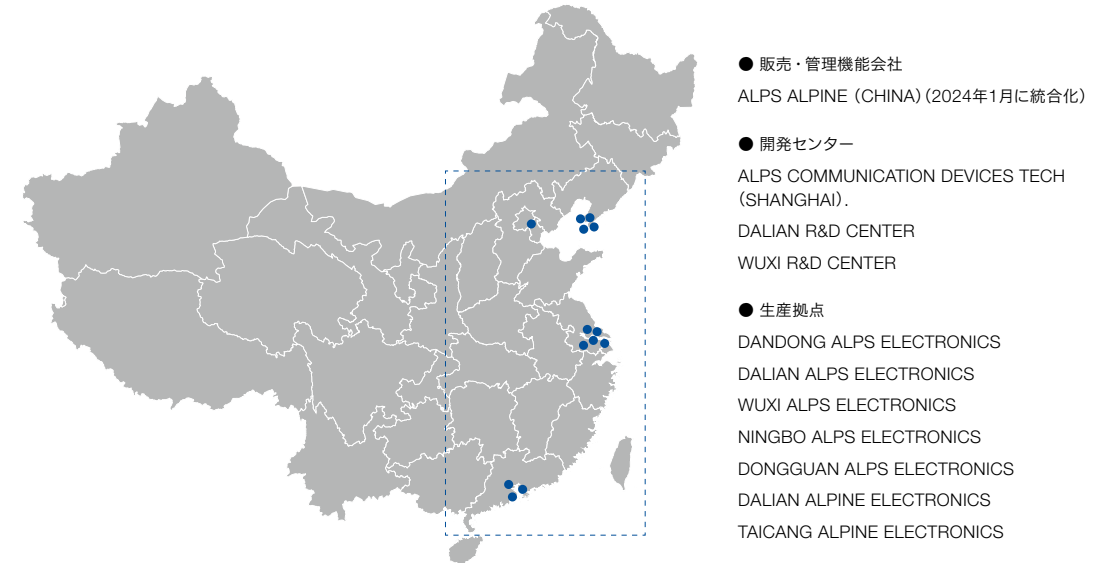 ● 販売・管理機能会社
ALPS ALPINE（CHINA）（2024年1月に統合化）
● 開発センター
ALPS COMMUNICATION DEVICES TECH
（SHANGHAI）.
DALIAN R&D CENTER
WUXI R&D CENTER
● 生産拠点
DANDONG ALPS ELECTRONICS
DALIAN ALPS ELECTRONICS
WUXI ALPS ELECTRONICS
NINGBO ALPS ELECTRONICS
DONGGUAN ALPS ELECTRONICS
DALIAN ALPINE ELECTRONICS
TAICANG ALPINE ELECTRONICS